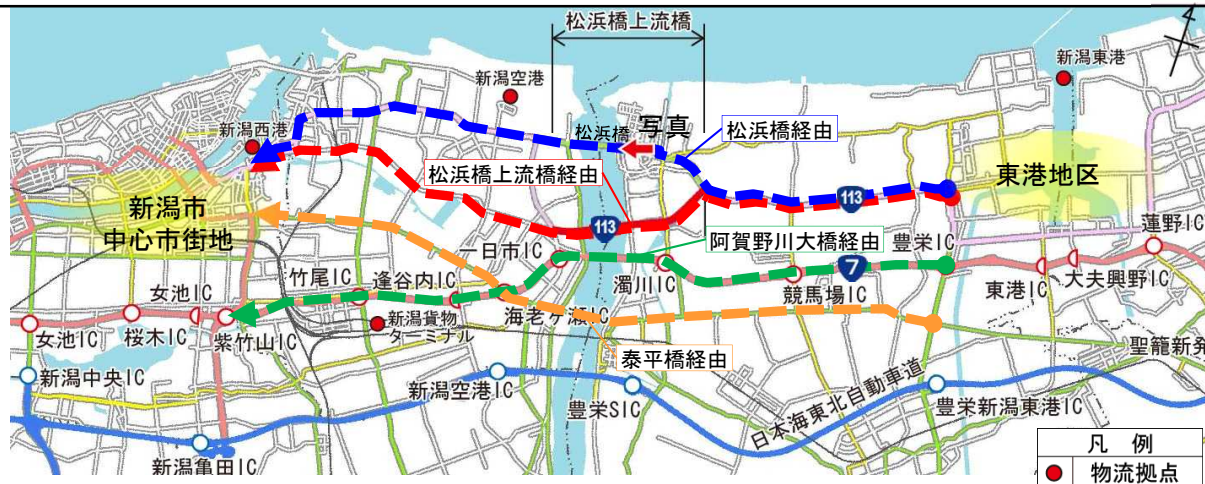 松浜橋上流橋
4
新潟東港
新潟空港
新潟西港
松浜橋
写真
松浜橋経由
松浜橋上流橋経由
東港地区
新潟市
中心市街地
113
113
阿賀野川大橋経由
一日市IC
豊栄IC
蓮野IC
竹尾IC
逢谷内IC
濁川IC
7
競馬場IC
東港IC
大夫興野IC
女池IC
海老ヶ瀬IC
新潟貨物
ターミナル
女池IC
桜木IC
紫竹山IC
泰平橋経由
聖籠新発
新潟中央IC
新潟空港IC
豊栄SIC
日本海東北自動車道
豊栄新潟東港IC
新潟亀田IC
凡 例
物流拠点